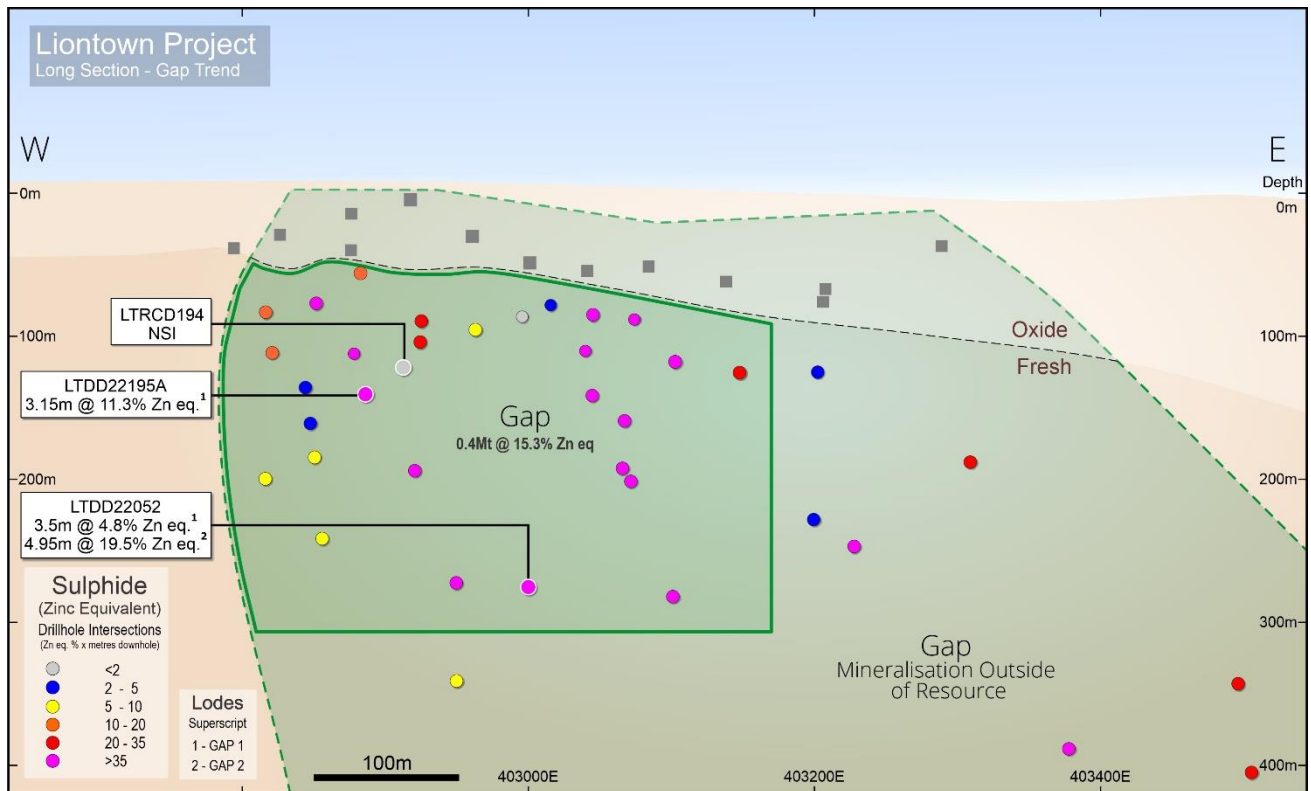 Liontown Project
Long Section - Gap Trend
W
E
Depth
0m
0m
LTRCD194
NSI
100m
100m
Oxide
Fresh
LTDD22195A
3.15m @ 11.3% Zn eq.¹
Gap
0.4Mt @ 15.3% Zn eq
200m
200m
LTDD22052
3.5m @ 4.8% Zn eq.¹
4.95m @ 19.5% Zn eq.²
Sulphide
(Zinc Equivalent)
Drillhole Intersections
(Zn eq. % x metres downhole)
<2
2 - 5
5 - 10
10 - 20
20 - 35
>35
Lodes
Superscript
1 - GAP 1
2 - GAP 2
300m
Gap
Mineralisation Outside
of Resource
100m
403000E
403200E
403400E
400m